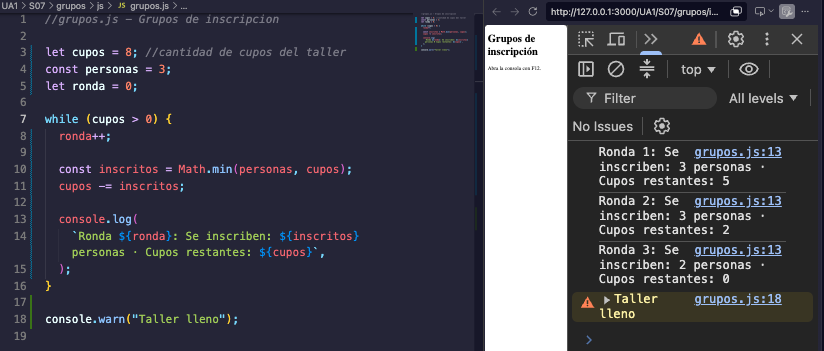 UA1 > S07 > grupos > js > JS grupos.js > ...
1 //grupos.js - Grupos de inscripcion
2
3 let cupos = 8; //cantidad de cupos del taller
4 const personas = 3;
5 let ronda = 0;
6
7 while (cupos > 0) {
8 ronda++;
9
10 const inscritos = Math.min(personas, cupos);
11 cupos -= inscritos;
12
13 console.log(
14 `Ronda ${ronda}: Se inscriben: ${inscritos}
personas · Cupos restantes: ${cupos}`,
15 );
16 }
17
18 console.warn("Taller lleno");
19
http://127.0.0.1:3000/UA1/S07/grupos/i...
Grupos de
inscripción
Abra la consola con F12.
top
Filter
All levels
No Issues
Ronda 1: Se grupos.js:13
inscriben: 3 personas ·
Cupos restantes: 5
Ronda 2: Se grupos.js:13
inscriben: 3 personas ·
Cupos restantes: 2
Ronda 3: Se grupos.js:13
inscriben: 2 personas ·
Cupos restantes: 0
Taller grupos.js:18
lleno